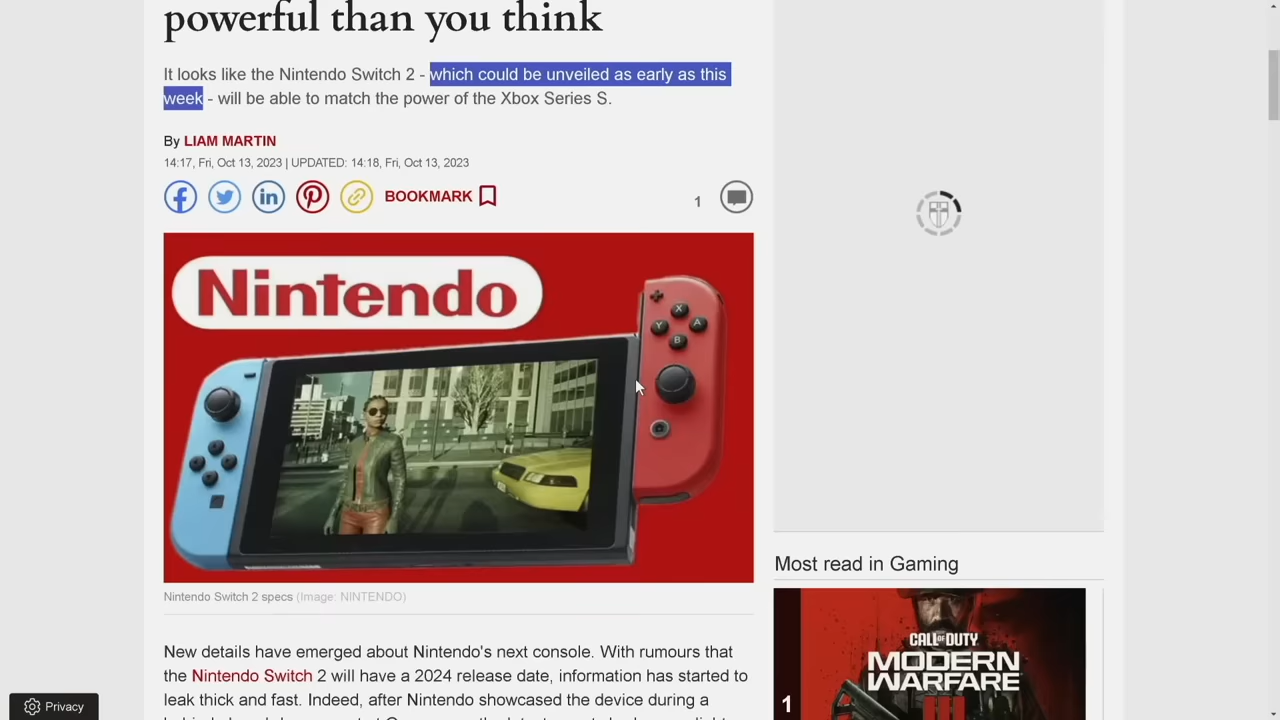 powerful than you think
It looks like the Nintendo Switch 2 - which could be unveiled as early as this
week - will be able to match the power of the Xbox Series S.
By LIAM MARTIN
14:17, Fri, Oct 13, 2023 | UPDATED: 14:18, Fri, Oct 13, 2023
BOOKMARK
1
Nintendo
X
Y
A
B
Nintendo Switch 2 specs (Image: NINTENDO)
New details have emerged about Nintendo's next console. With rumours that
the Nintendo Switch 2 will have a 2024 release date, information has started to
leak thick and fast. Indeed, after Nintendo showcased the device during a
Most read in Gaming
CALL OF DUTY
MODERN
WARFARE
III
1
Privacy